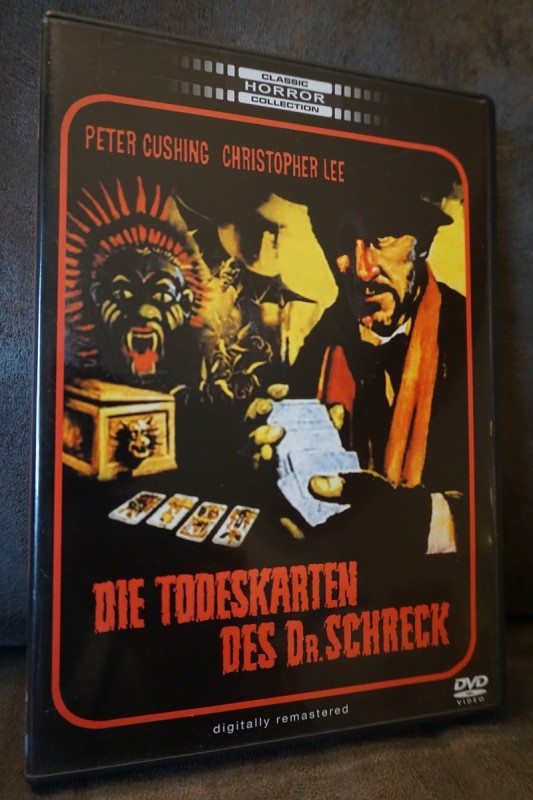 CLASSIC
HORROR
COLLECTION
PETER CUSHING CHRISTOPHER LEE
DIE TODESKARTEN
DES DR. SCHRECK
DVD
VIDEO
digitally remastered